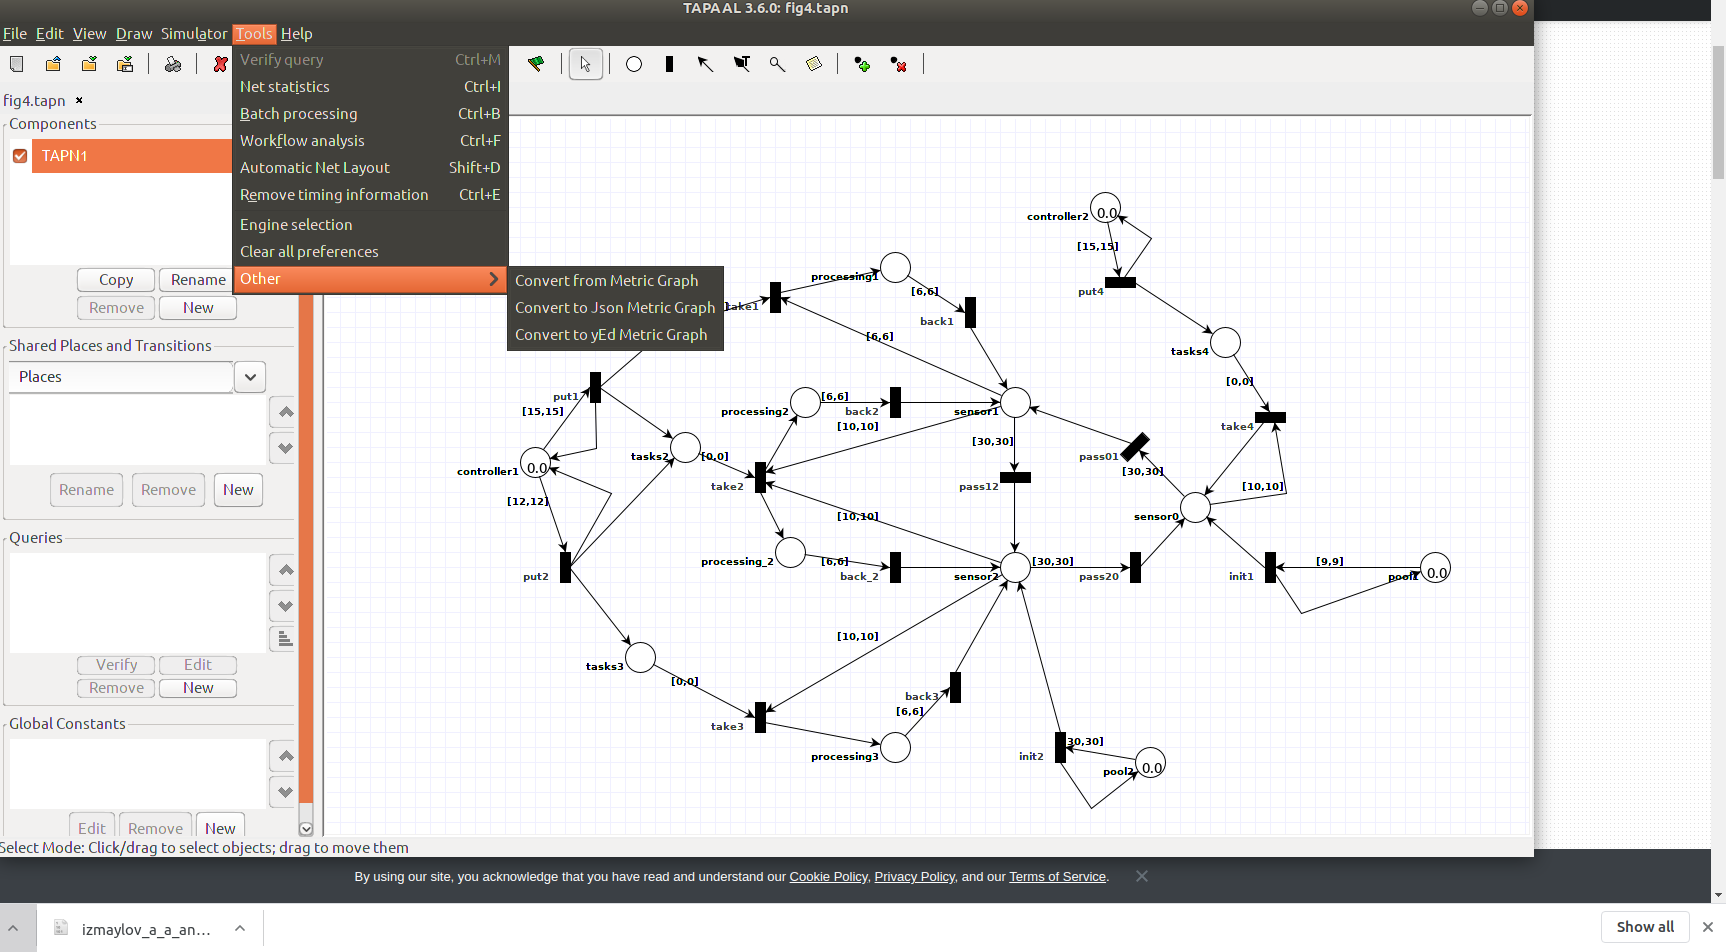 TAPAAL 3.6.0: fig4.tapn
File Edit View Draw Simulator Tools Help
Verify query Ctrl+M
Net statistics Ctrl+I
Batch processing Ctrl+B
Workflow analysis Ctrl+F
Automatic Net Layout Shift+D
Remove timing information Ctrl+E
Engine selection
Clear all preferences
Other
Convert from Metric Graph
Convert to Json Metric Graph
Convert to yEd Metric Graph
fig4.tapn
Components
TAPN1
Copy Rename
Remove New
Shared Places and Transitions
Places
Rename Remove New
Queries
Verify Edit
Remove New
Global Constants
Edit Remove New
controller2
0.0
[15,15]
put4
processing1
[6,6]
take1
back1
[6,6]
tasks4
[0,0]
put1
[15,15]
processing2
[6,6]
back2
sensor1
[10,10]
take4
[30,30]
pass01
[30,30]
tasks2
[0,0]
controller1
0.0
take2
pass12
[10,10]
[12,12]
[10,10]
sensor0
processing_2
[6,6]
back_2
sensor2
[30,30]
pass20
init1
[9,9]
pool1
0.0
put2
[10,10]
tasks3
[0,0]
back3
[6,6]
take3
processing3
init2
30,30]
pool2
0.0
Select Mode: Click/drag to select objects; drag to move them
By using our site, you acknowledge that you have read and understand our Cookie Policy, Privacy Policy, and our Terms of Service.
izmaylov_a_a_an...
Show all